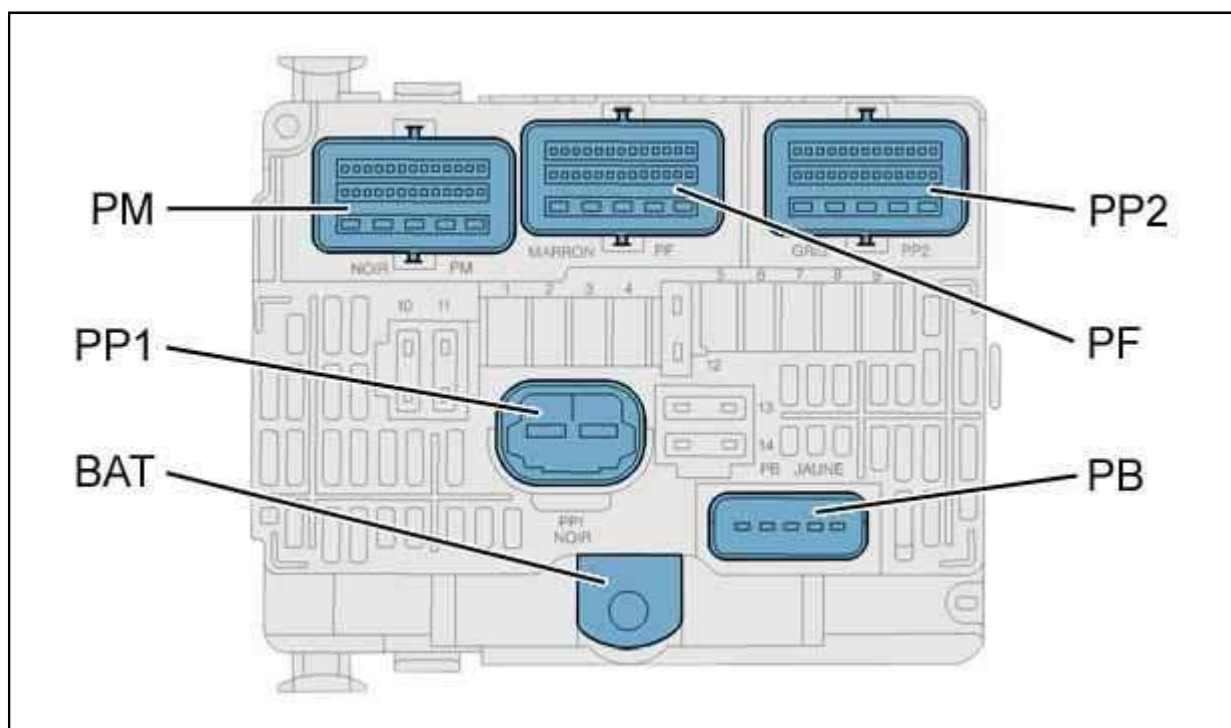 PM
PP2
NOIR PM
MARRON PF
GRIS PP2
1 2 3 4
5 6 7 8 9
10 11
PP1
PF
12
13
14
PB JAUNE
BAT
PB
PP1
NOIR